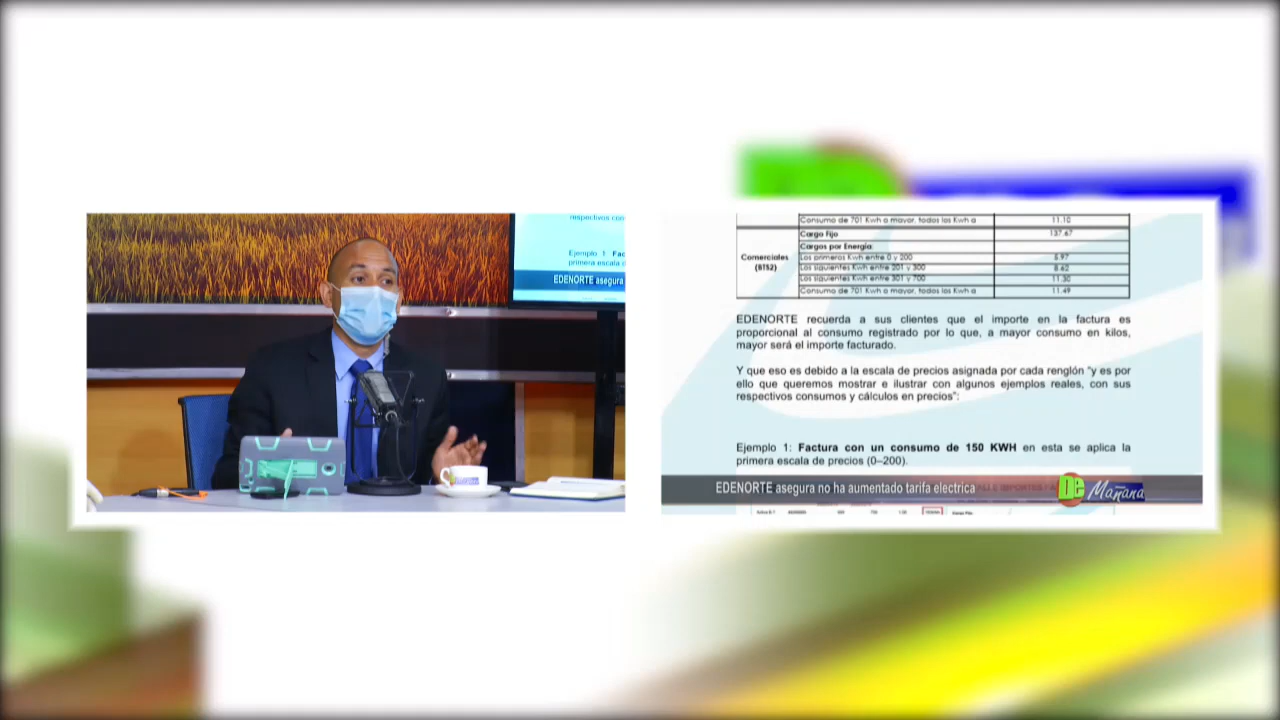 respectivos con
Ejemplo 1: Fac
primera escala d
EDENORTE asegura
Consumo de 701 Kwh o mayor, todos los Kwh a 11.10
Cargo Fijo 137.67
Cargos por Energía:
Comerciales
(BTS2)
Los primeros Kwh entre 0 y 200 5.97
Los siguientes Kwh entre 201 y 300 8.62
Los siguientes Kwh entre 301 y 700 11.30
Consumo de 701 Kwh o mayor, todos los Kwh a 11.49
EDENORTE recuerda a sus clientes que el importe en la factura es
proporcional al consumo registrado por lo que, a mayor consumo en kilos,
mayor será el importe facturado.
Y que eso es debido a la escala de precios asignada por cada renglón “y es por
ello que queremos mostrar e ilustrar con algunos ejemplos reales, con sus
respectivos consumos y cálculos en precios”:
Ejemplo 1: Factura con un consumo de 150 KWH en esta se aplica la
primera escala de precios (0–200).
EDENORTE asegura no ha aumentado tarifa electrica
De Mañana